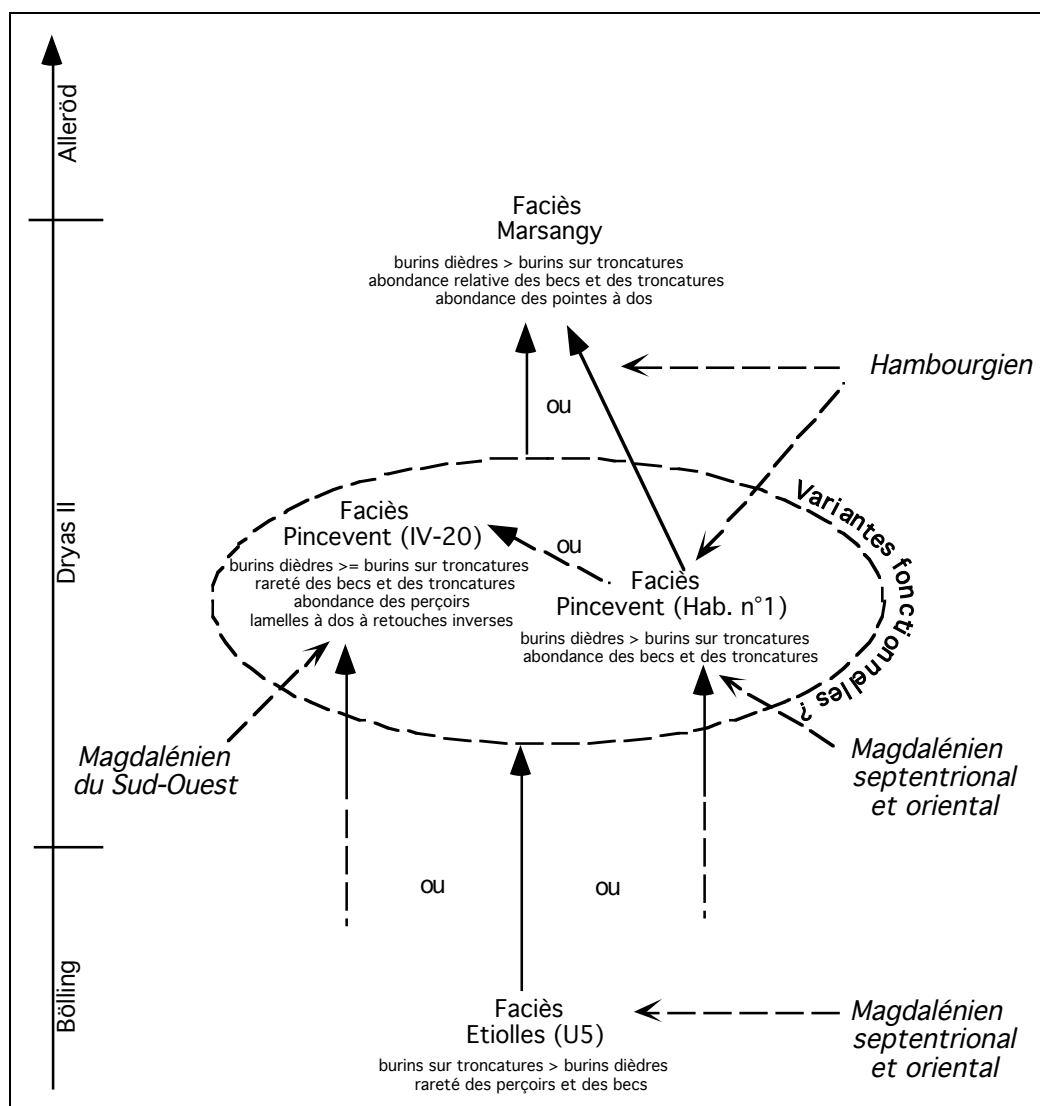 Alleröd
Faciès
Marsangy
burins dièdres > burins sur troncatures
abondance relative des becs et des troncatures
abondance des pointes à dos
Hambourgien
ou
Dryas II
Variantes fonctionnelles ?
Faciès
Pincevent (IV-20)
burins dièdres >= burins sur troncatures
rareté des becs et des troncatures
abondance des perçoirs
lamelles à dos à retouches inverses
ou
Faciès
Pincevent (Hab. n°1)
burins dièdres > burins sur troncatures
abondance des becs et des troncatures
Magdalénien
du Sud-Ouest
Magdalénien
septentrional
et oriental
ou
ou
Bölling
Faciès
Etiolles (U5)
burins sur troncatures > burins dièdres
rareté des perçoirs et des becs
Magdalénien
septentrional
et oriental